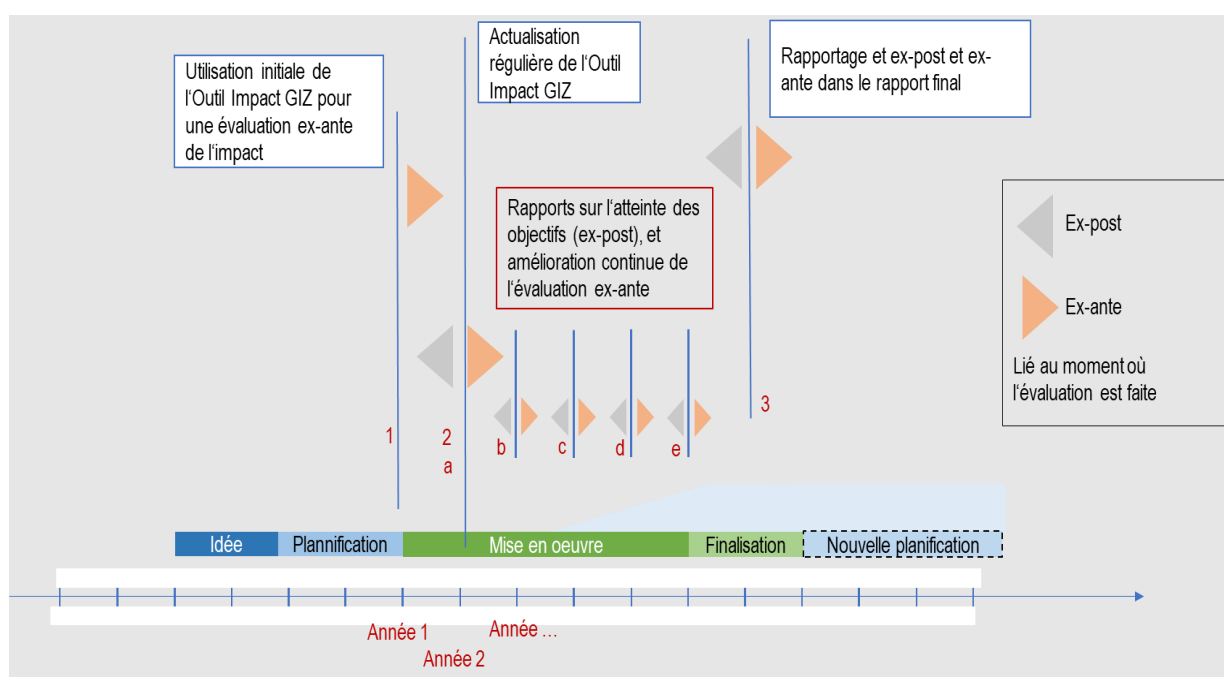 Utilisation initiale de
l'Outil Impact GIZ pour
une évaluation ex-ante
de l'impact
Actualisation
régulière de l'Outil
Impact GIZ
Rapportage et ex-post et ex-
ante dans le rapport final
Rapports sur l'atteinte des
objectifs (ex-post), et
amélioration continue de
l'évaluation ex-ante
Ex-post
Ex-ante
Lié au moment où
l'évaluation est faite
1
2
a
b
c
d
e
3
Idée
Plannification
Mise en oeuvre
Finalisation
Nouvelle planification
Année 1
Année 2
Année …